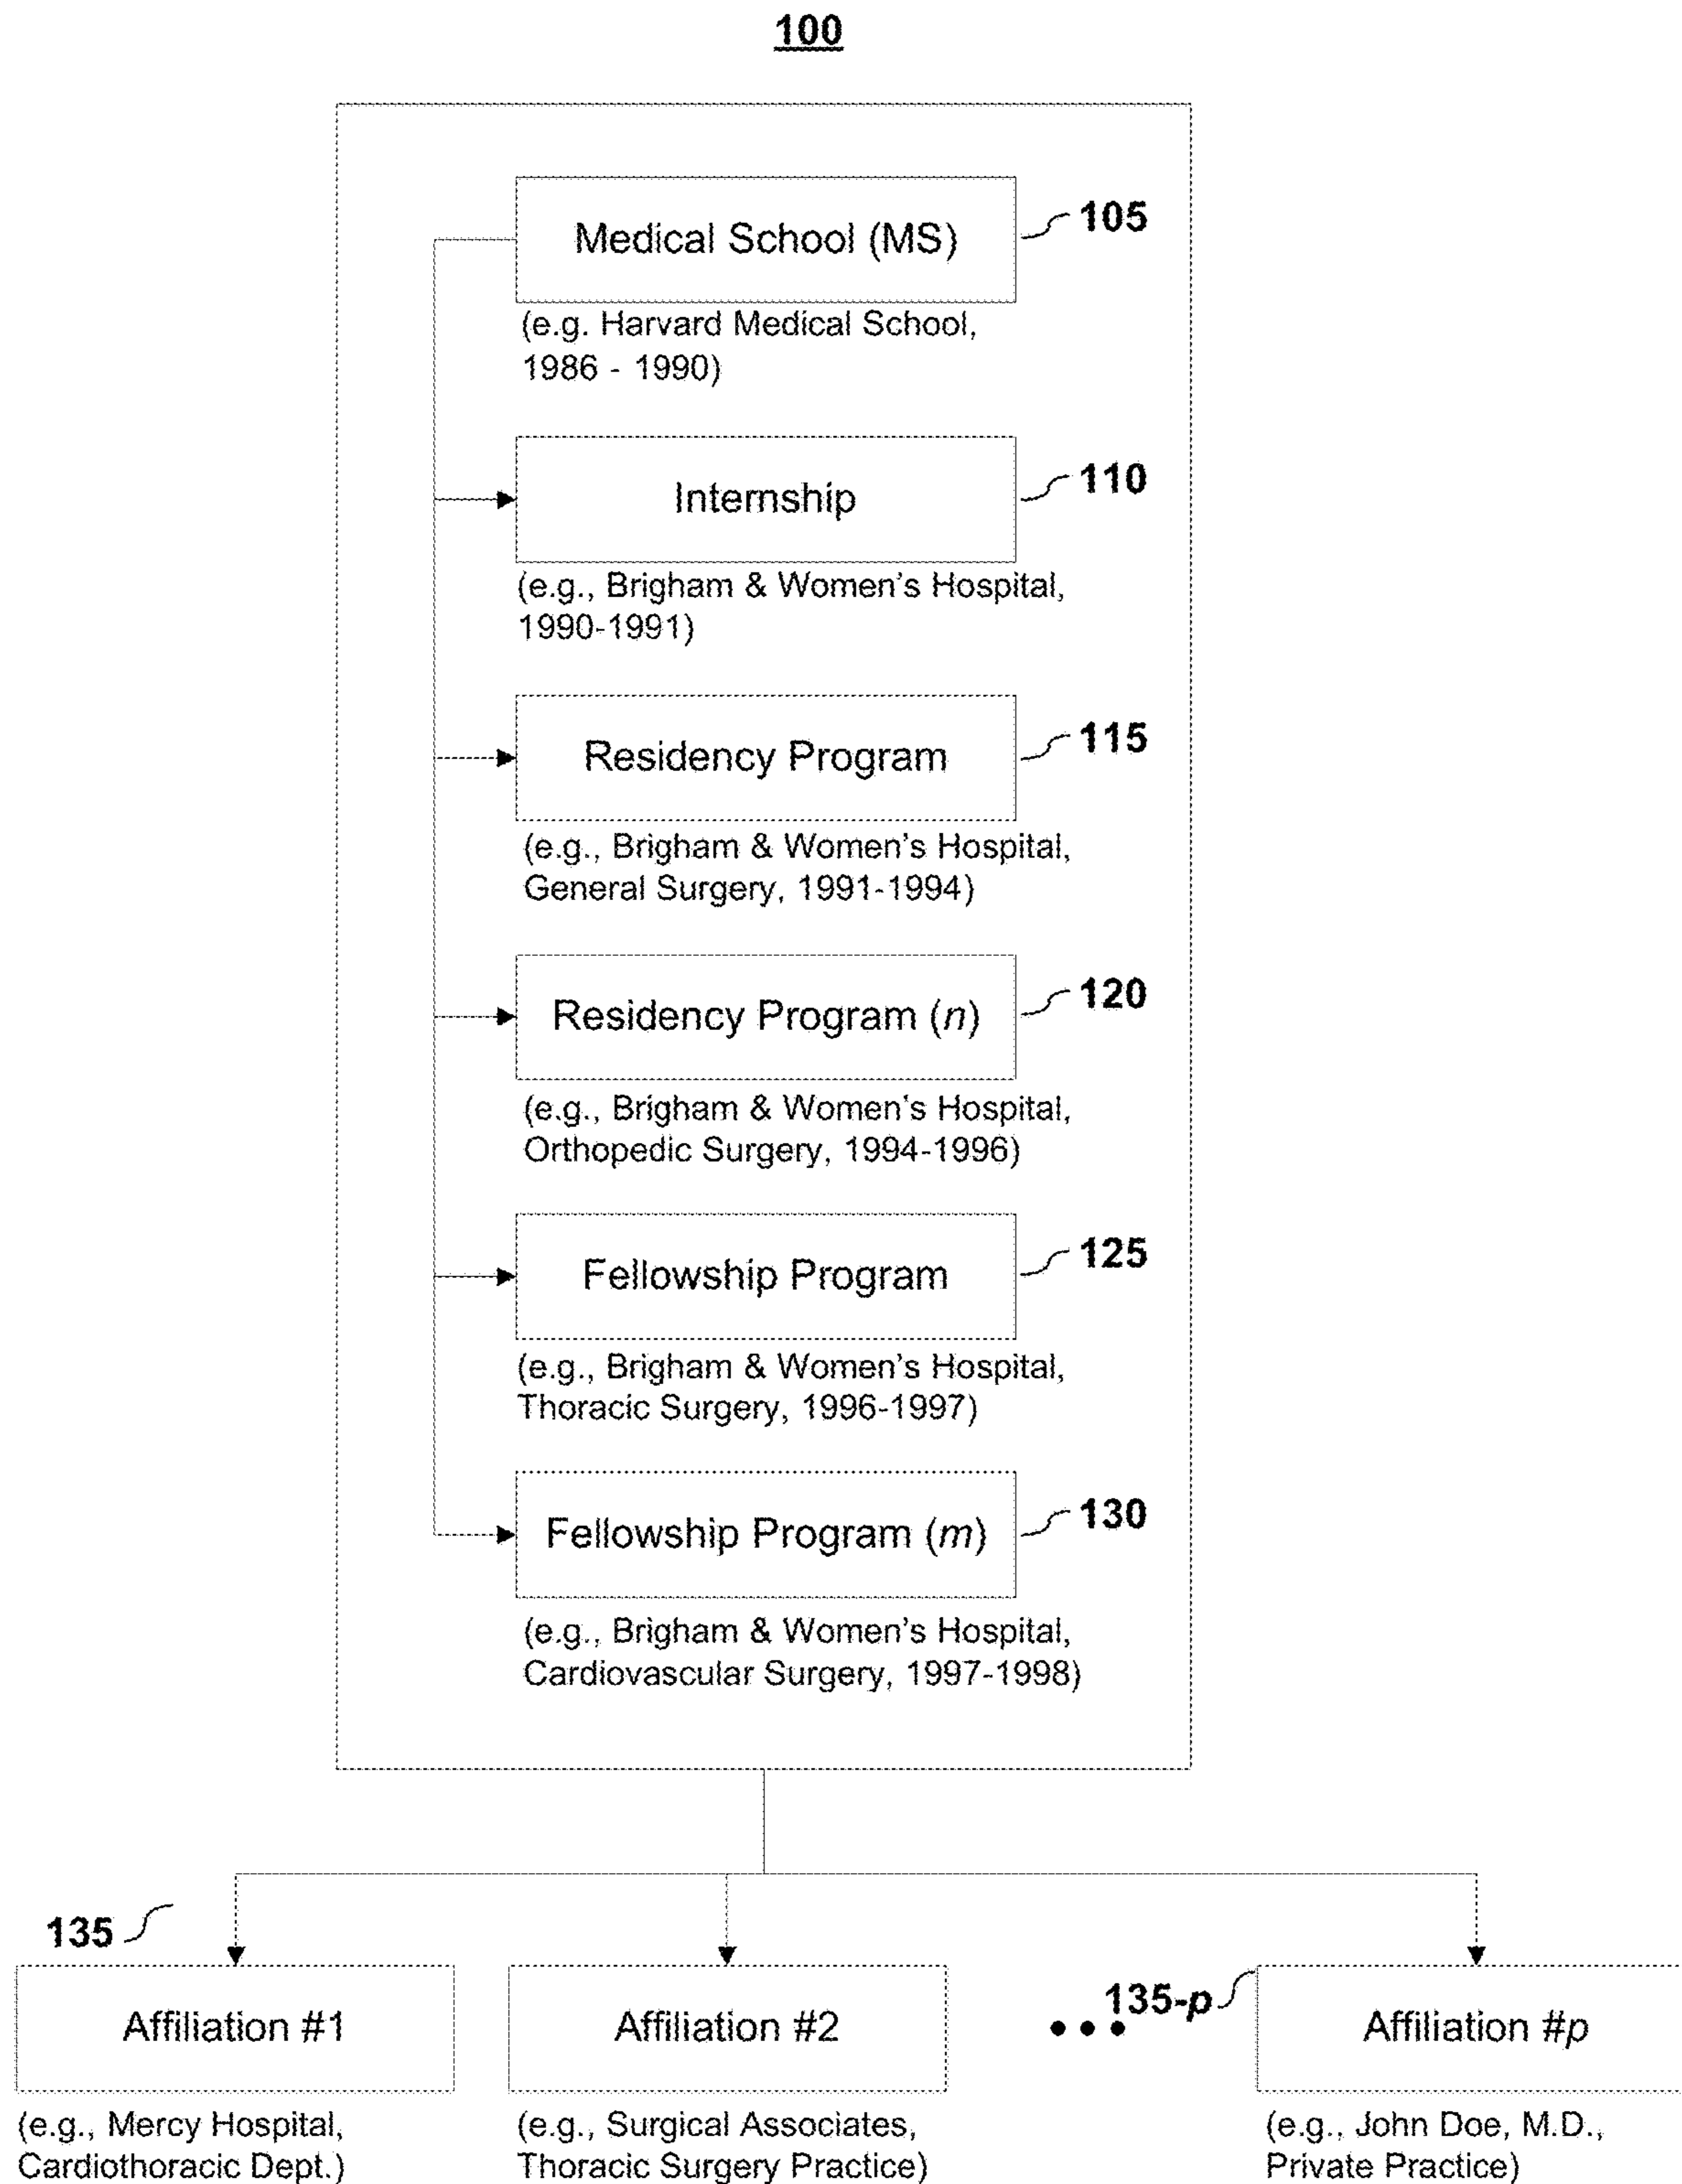 100
Medical School (MS)
105
(e.g. Harvard Medical School,
1986 - 1990)
Internship
110
(e.g., Brigham & Women's Hospital,
1990-1991)
Residency Program
115
(e.g., Brigham & Women's Hospital,
General Surgery, 1991-1994)
Residency Program (n)
120
(e.g., Brigham & Women's Hospital,
Orthopedic Surgery, 1994-1996)
Fellowship Program
125
(e.g., Brigham & Women's Hospital,
Thoracic Surgery, 1996-1997)
Fellowship Program (m)
130
(e.g., Brigham & Women's Hospital,
Cardiovascular Surgery, 1997-1998)
135
Affiliation #1
(e.g., Mercy Hospital,
Cardiothoracic Dept.)
Affiliation #2
(e.g., Surgical Associates,
Thoracic Surgery Practice)
•••
135-p
Affiliation #p
(e.g., John Doe, M.D.,
Private Practice)